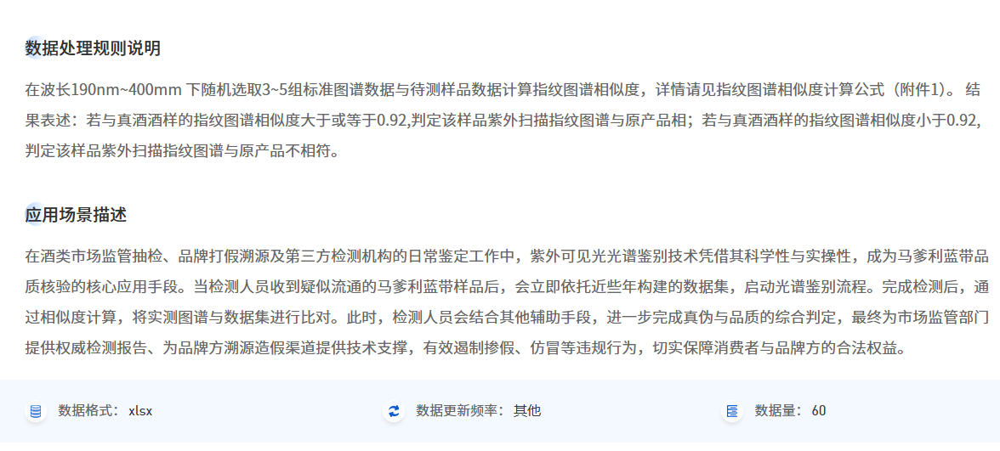 数据处理规则说明
在波长190nm~400mm 下随机选取3~5组标准图谱数据与待测样品数据计算指纹图谱相似度，详情请见指纹图谱相似度计算公式（附件1）。 结
果表述：若与真酒酒样的指纹图谱相似度大于或等于0.92,判定该样品紫外扫描指纹图谱与原产品相；若与真酒酒样的指纹图谱相似度小于0.92,
判定该样品紫外扫描指纹图谱与原产品不相符。
应用场景描述
在酒类市场监管抽检、品牌打假溯源及第三方检测机构的日常鉴定工作中，紫外可见光光谱鉴别技术凭借其科学性与实操性，成为马爹利蓝带品
质核验的核心应用手段。当检测人员收到疑似流通的马爹利蓝带样品后，会立即依托近些年构建的数据集，启动光谱鉴别流程。完成检测后，通
过相似度计算，将实测图谱与数据集进行比对。此时，检测人员会结合其他辅助手段，进一步完成真伪与品质的综合判定，最终为市场监管部门
提供权威检测报告、为品牌方溯源造假渠道提供技术支撑，有效遏制掺假、仿冒等违规行为，切实保障消费者与品牌方的合法权益。
数据格式： xlsx 数据更新频率： 其他 数据量： 60